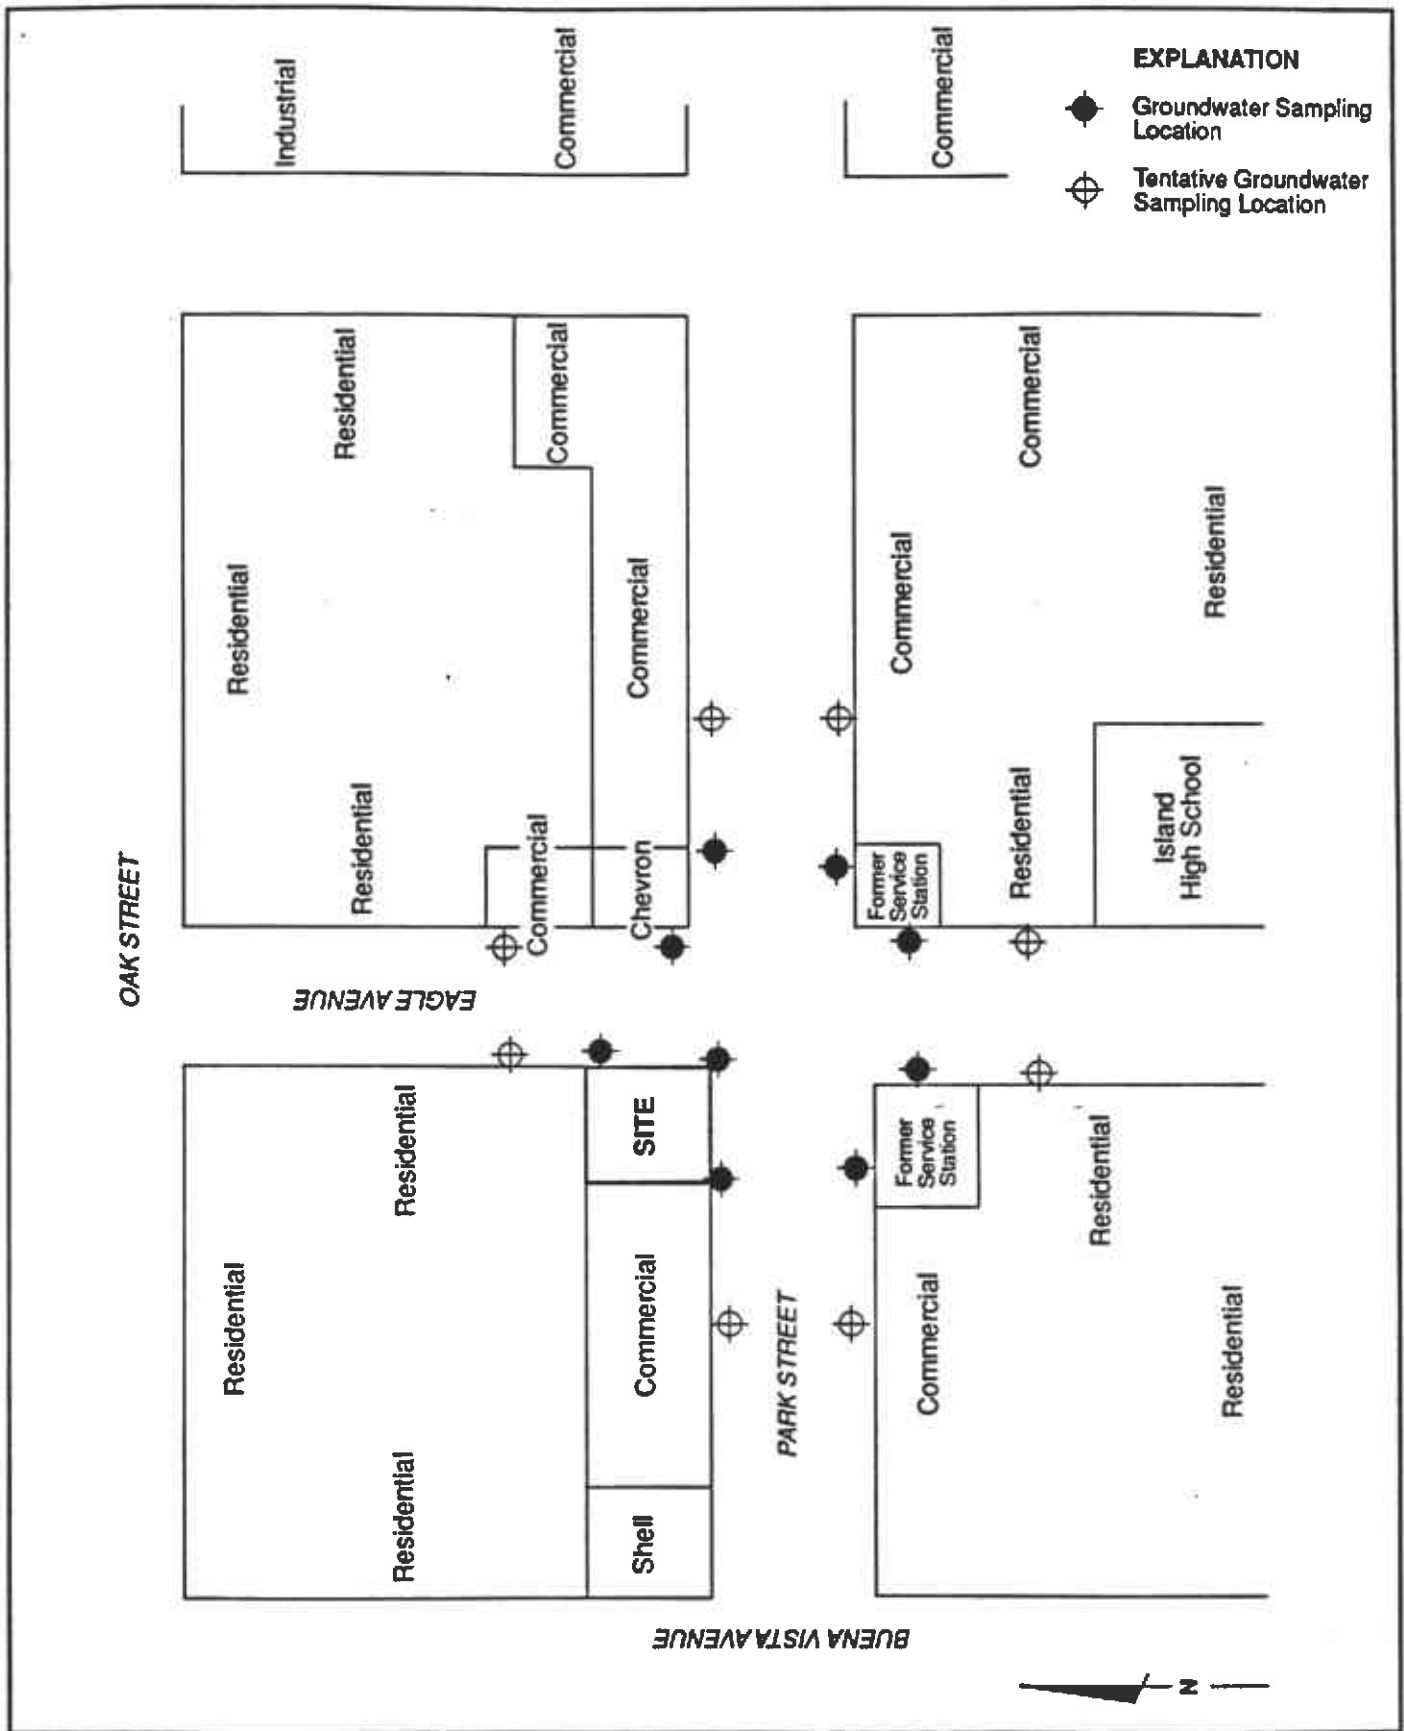 EXPLANATION
Groundwater Sampling
Location
Tentative Groundwater
Sampling Location
Industrial
Commercial
Commercial
OAK STREET
Residential
Residential
Commercial
Residential
Commercial
Residential
Commercial
Chevron
Commercial
Commercial
Residential
Former
Service
Station
Residential
Island
High School
EAGLE AVENUE
Residential
SITE
Residential
Commercial
Residential
Shell
PARK STREET
Former
Service
Station
Residential
Commercial
Residential
BUENA VISTA AVENUE
N